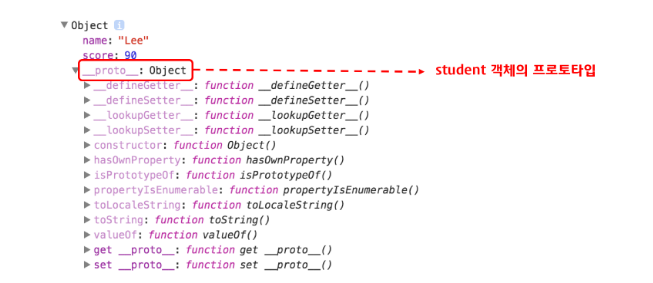 ▼Object i
name: "Lee"
score: 90
▼__proto__: Object
student 객체의 프로토타입
▶__defineGetter__: function __defineGetter__()
▶__defineSetter__: function __defineSetter__()
▶__lookupGetter__: function __lookupGetter__()
▶__lookupSetter__: function __lookupSetter__()
▶constructor: function Object()
▶hasOwnProperty: function hasOwnProperty()
▶isPrototypeOf: function isPrototypeOf()
▶propertyIsEnumerable: function propertyIsEnumerable()
▶toLocaleString: function toLocaleString()
▶toString: function toString()
▶valueOf: function valueOf()
▶get __proto__: function get __proto__()
▶set __proto__: function set __proto__()